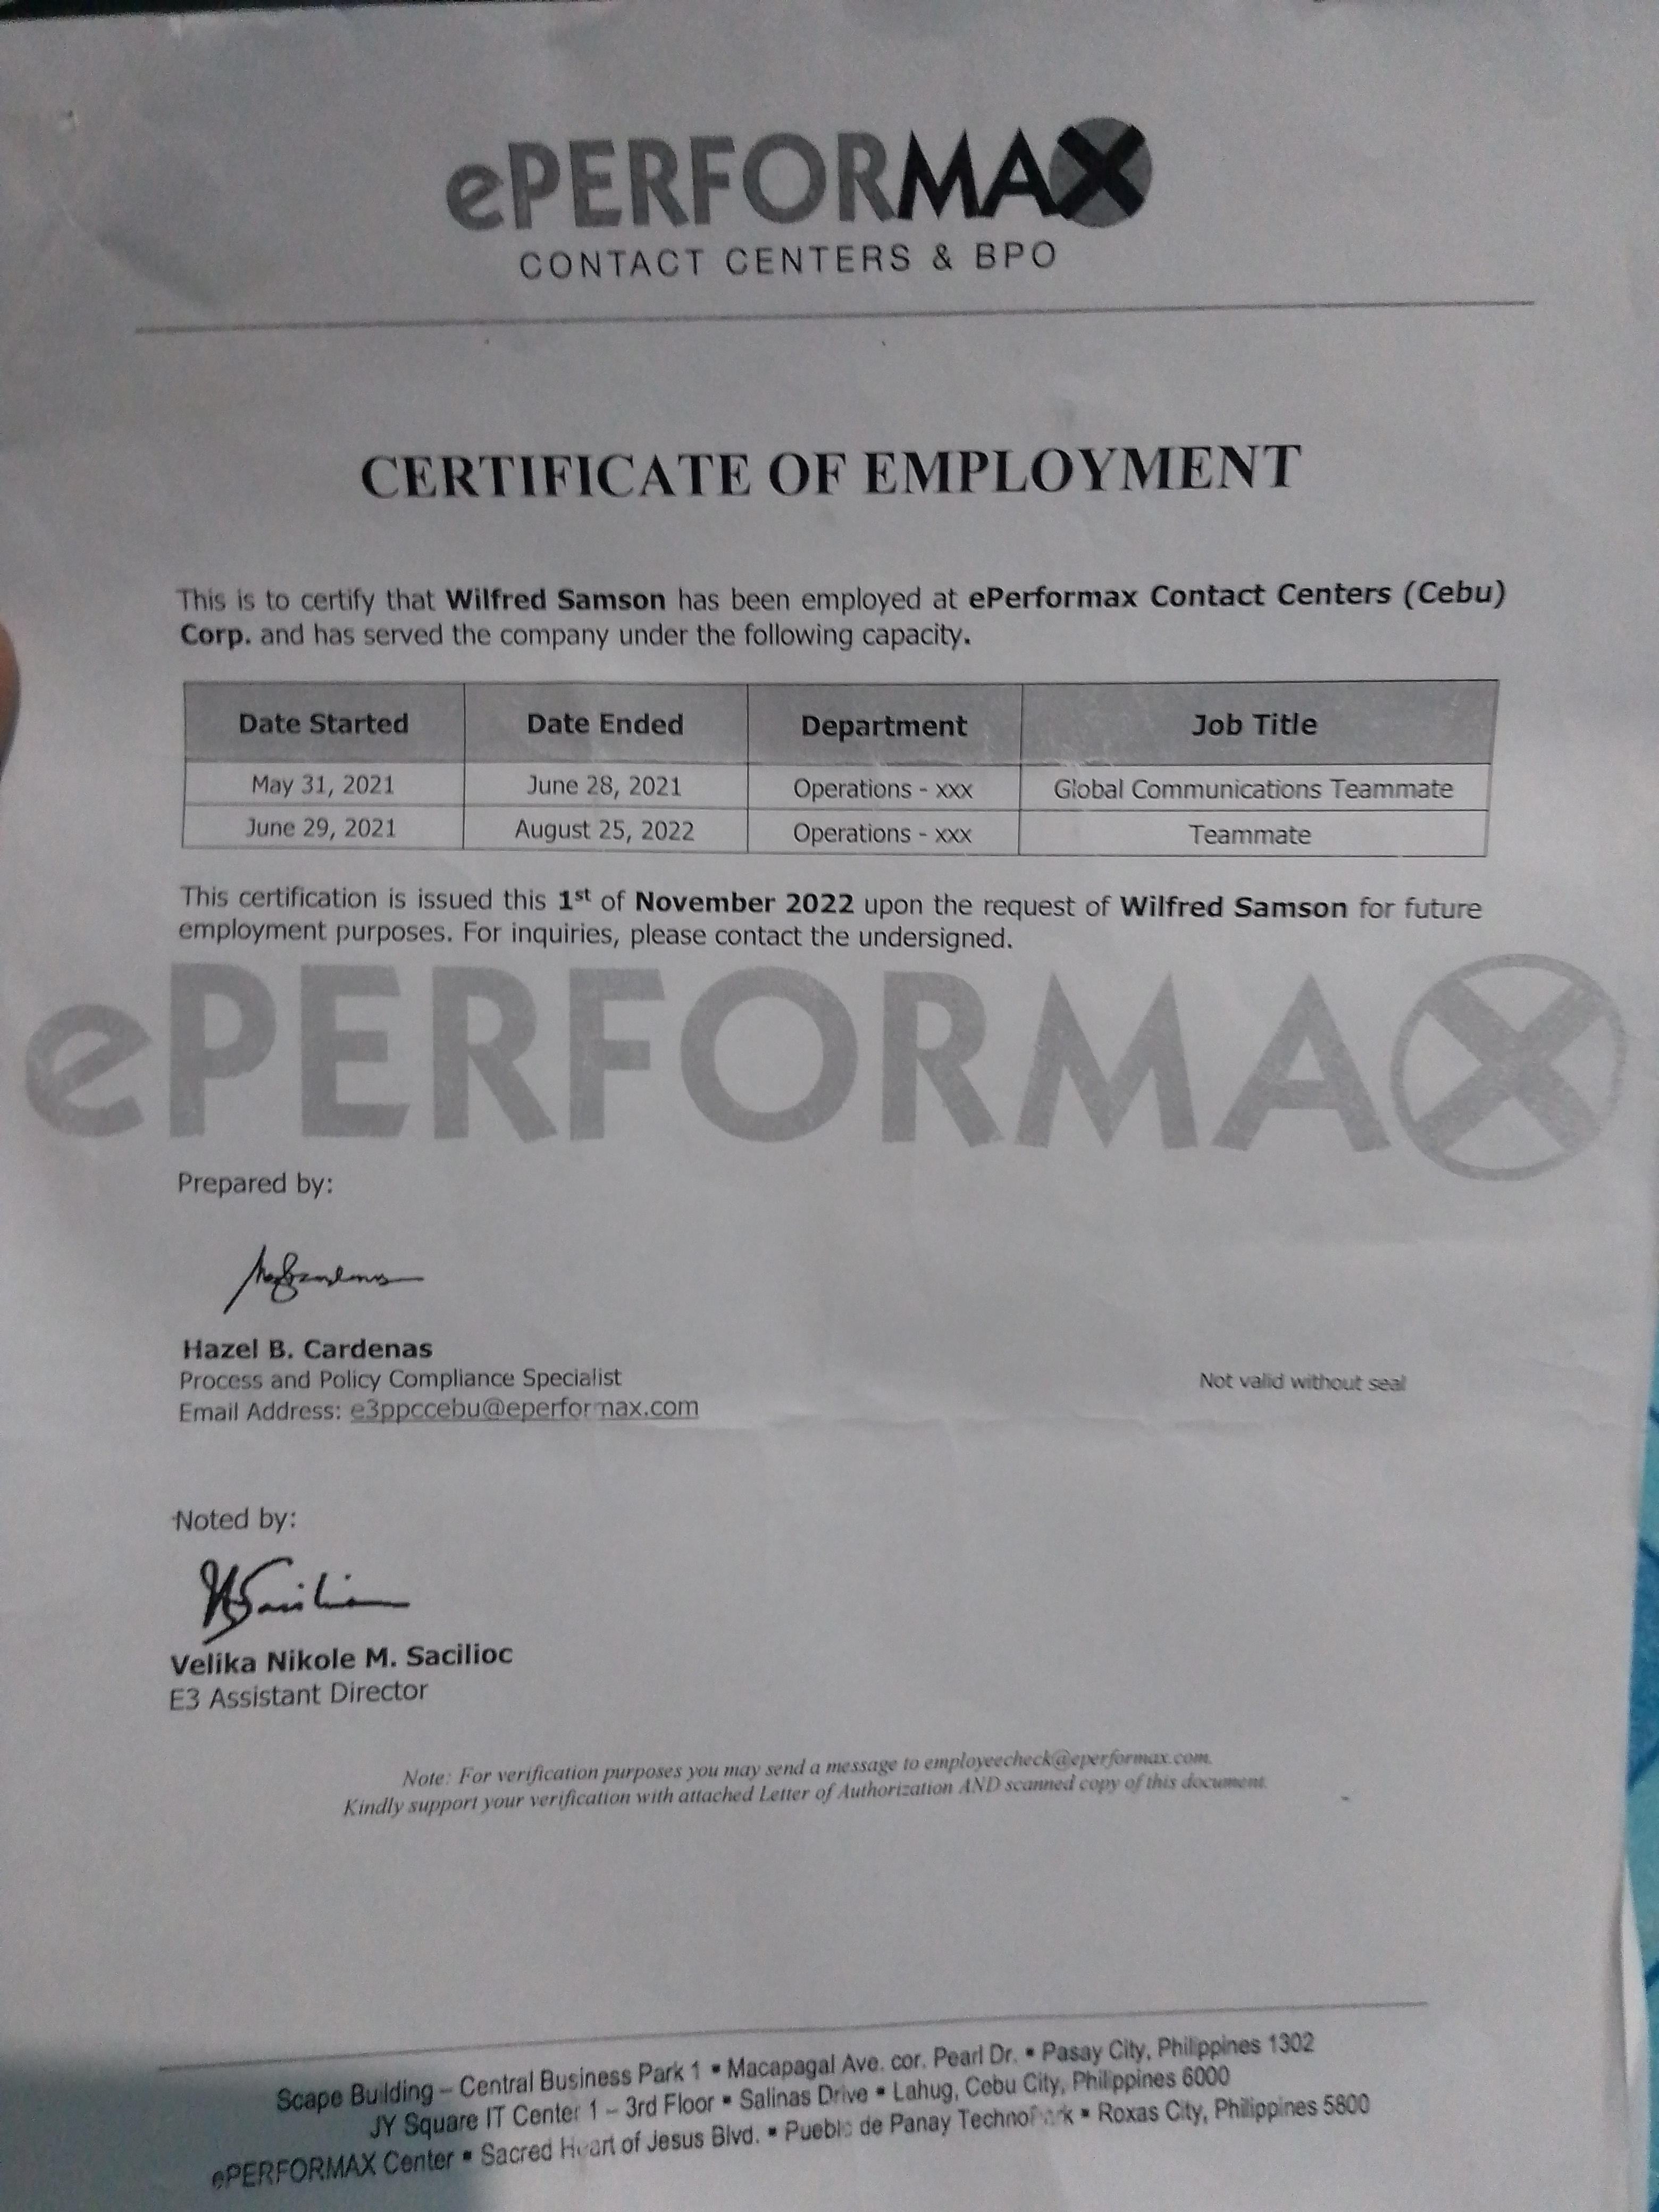 ePERFORMAX
CONTACT CENTERS & BPO
CERTIFICATE OF EMPLOYMENT
This is to certify that Wilfred Samson has been employed at ePerformax Contact Centers (Cebu)
Corp. and has served the company under the following capacity.
Date Started Date Ended Department Job Title
May 31, 2021 June 28, 2021 Operations - xxx Global Communications Teammate
June 29, 2021 August 25, 2022 Operations - xxx Teammate
This certification is issued this 1st of November 2022 upon the request of Wilfred Samson for future
employment purposes. For inquiries, please contact the undersigned.
ePERFORMAX
Prepared by:
Hazel B. Cardenas
Process and Policy Compliance Specialist
Not valid without seal
Email Address: e3ppccebu@eperformax.com
Noted by:
Velika Nikole M. Sacilioc
E3 Assistant Director
Note: For verification purposes you may send a message to employeecheck@eperformax.com.
Kindly support your verification with attached Letter of Authorization AND scanned copy of this document.
Scape Building – Central Business Park 1 ▪ Macapagal Ave. cor. Pearl Dr. ▪ Pasay City, Philippines 1302
JY Square IT Center 1 – 3rd Floor ▪ Salinas Drive ▪ Lahug, Cebu City, Philippines 6000
ePERFORMAX Center ▪ Sacred Heart of Jesus Blvd. ▪ Pueblo de Panay TechnoPark ▪ Roxas City, Philippines 5800